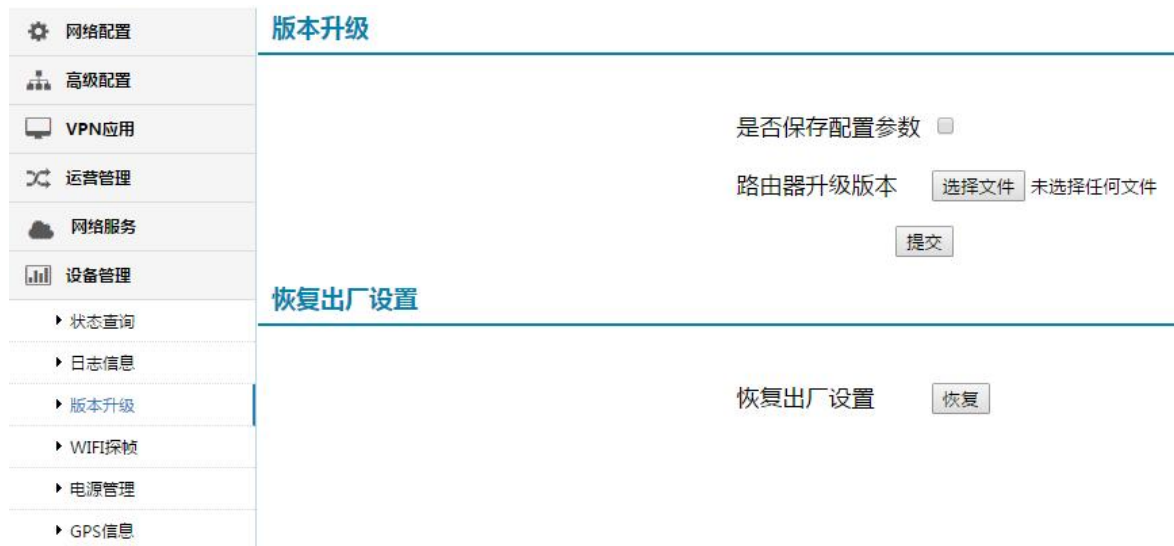 网络配置
高级配置
VPN应用
运营管理
网络服务
设备管理
状态查询
日志信息
版本升级
WIFI探帧
电源管理
GPS信息
版本升级
是否保存配置参数
路由器升级版本 选择文件 未选择任何文件
提交
恢复出厂设置
恢复出厂设置 恢复